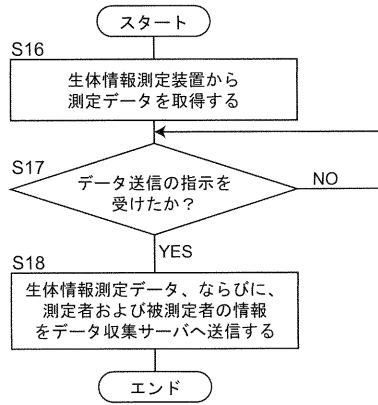 スタート
S16
生体情報測定装置から
測定データを取得する
S17
データ送信の指示を
受けたか？
NO
YES
S18
生体情報測定データ、ならびに、
測定者および被測定者の情報
をデータ収集サーバへ送信する
エンド